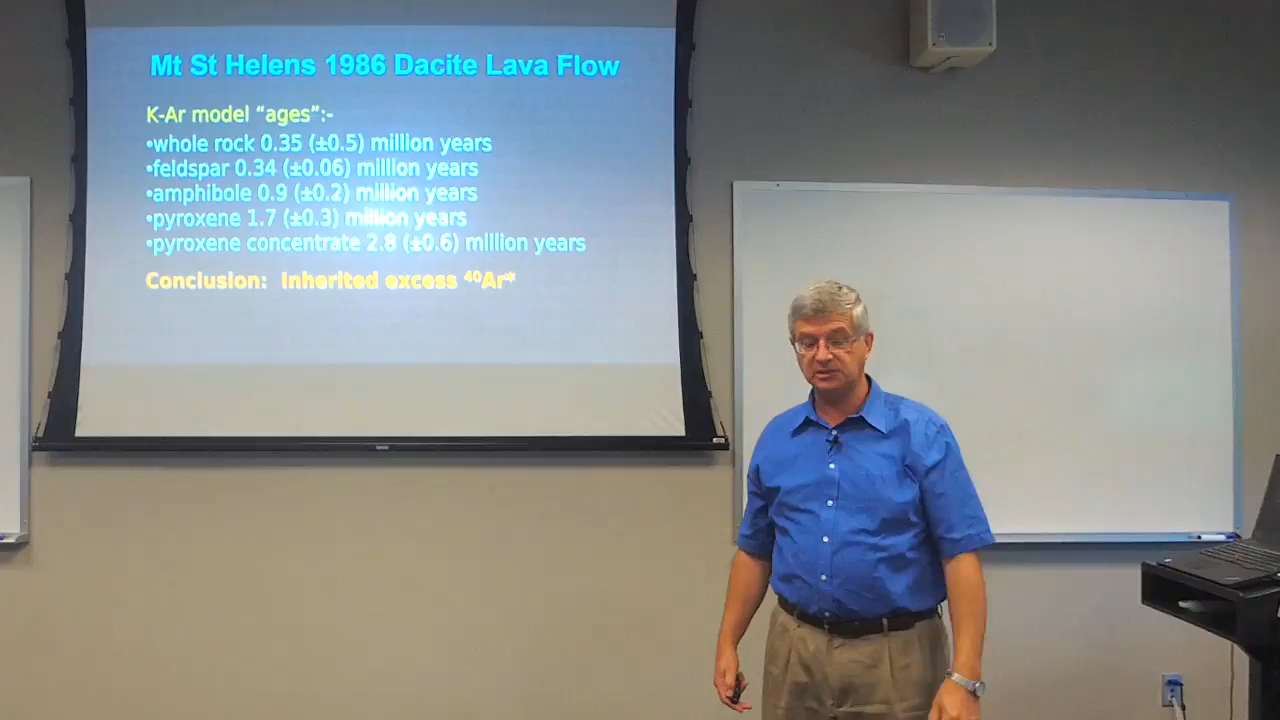 Mt St Helens 1986 Dacite Lava Flow
K-Ar model “ages”:-
•whole rock 0.35 (±0.5) million years
•feldspar 0.34 (±0.06) million years
•amphibole 0.9 (±0.2) million years
•pyroxene 1.7 (±0.3) million years
•pyroxene concentrate 2.8 (±0.6) million years
Conclusion: Inherited excess ⁴⁰Ar*